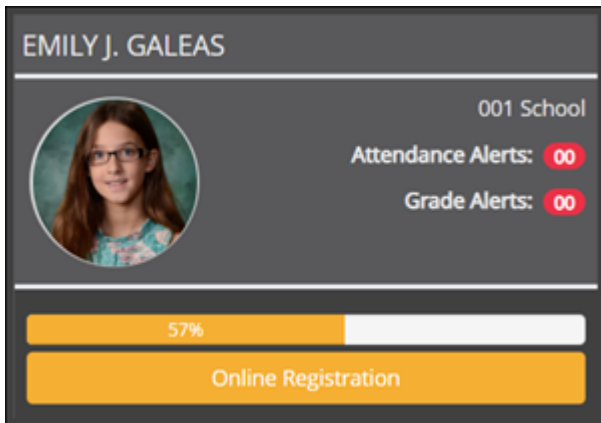 EMILY J. GALEAS
001 School
Attendance Alerts: 00
Grade Alerts: 00
57%
Online Registration